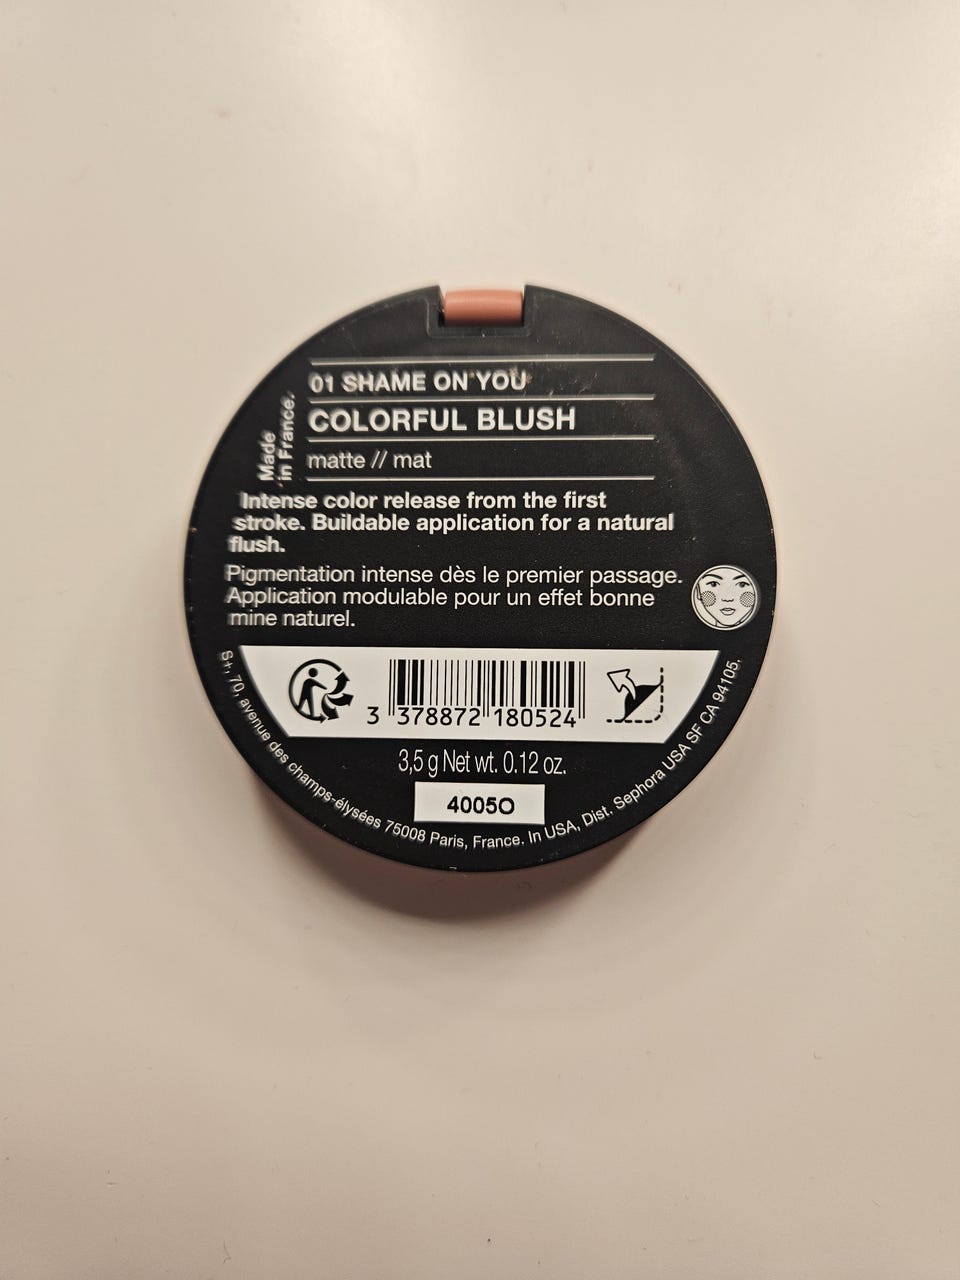 01 SHAME ON YOU
COLORFUL BLUSH
matte // mat
Made
in France.
Intense color release from the first
stroke. Buildable application for a natural
flush.
Pigmentation intense dès le premier passage.
Application modulable pour un effet bonne
mine naturel.
3 378872 180524
3,5 g Net wt. 0.12 oz.
4005O
S+, 70, avenue des champs-élysées 75008 Paris, France. In USA, Dist. Sephora USA SF CA 94105.